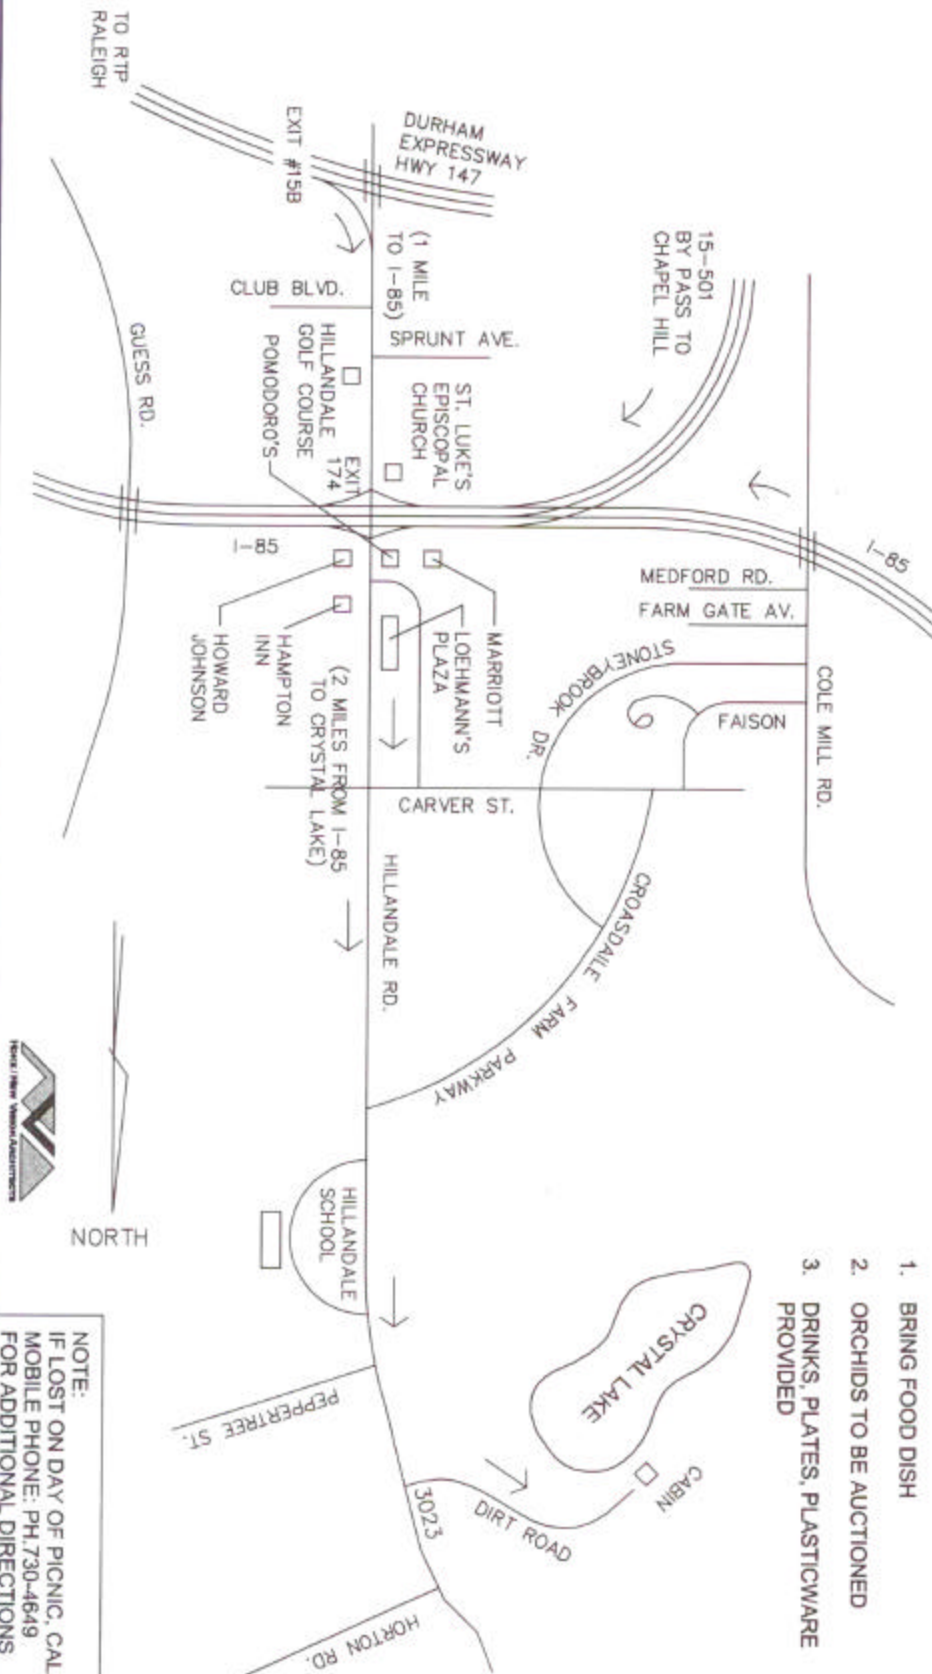 1. BRING FOOD DISH
2. ORCHIDS TO BE AUCTIONED
3. DRINKS, PLATES, PLASTICWARE
PROVIDED
I-85
COLE MILL RD.
MEDFORD RD.
FARM GATE AV.
FAISON
STONEYBROOK DR.
15-501
BY PASS TO
CHAPEL HILL
CROASDAILE FARM PARKWAY
CRYSTAL LAKE
CABIN
DIRT ROAD
DURHAM
EXPRESSWAY
HWY 147
(1 MILE
TO I-85)
SPRUNT AVE.
ST. LUKE'S
EPISCOPAL
CHURCH
MARRIOTT
LOEHMANN'S
PLAZA
CARVER ST.
HILLANDALE RD.
3023
TO RTP
RALEIGH
EXIT #15B
CLUB BLVD.
HILLANDALE
GOLF COURSE
POMODORO'S
EXIT
174
I-85
HAMPTON
INN
HOWARD
JOHNSON
(2 MILES FROM I-85
TO CRYSTAL LAKE)
HILLANDALE
SCHOOL
PEPPERTREE ST.
HORTON RD.
GUESS RD.
NORTH
NOTE:
IF LOST ON DAY OF PICNIC, CAL
MOBILE PHONE: PH.730-4649
FOR ADDITIONAL DIRECTIONS